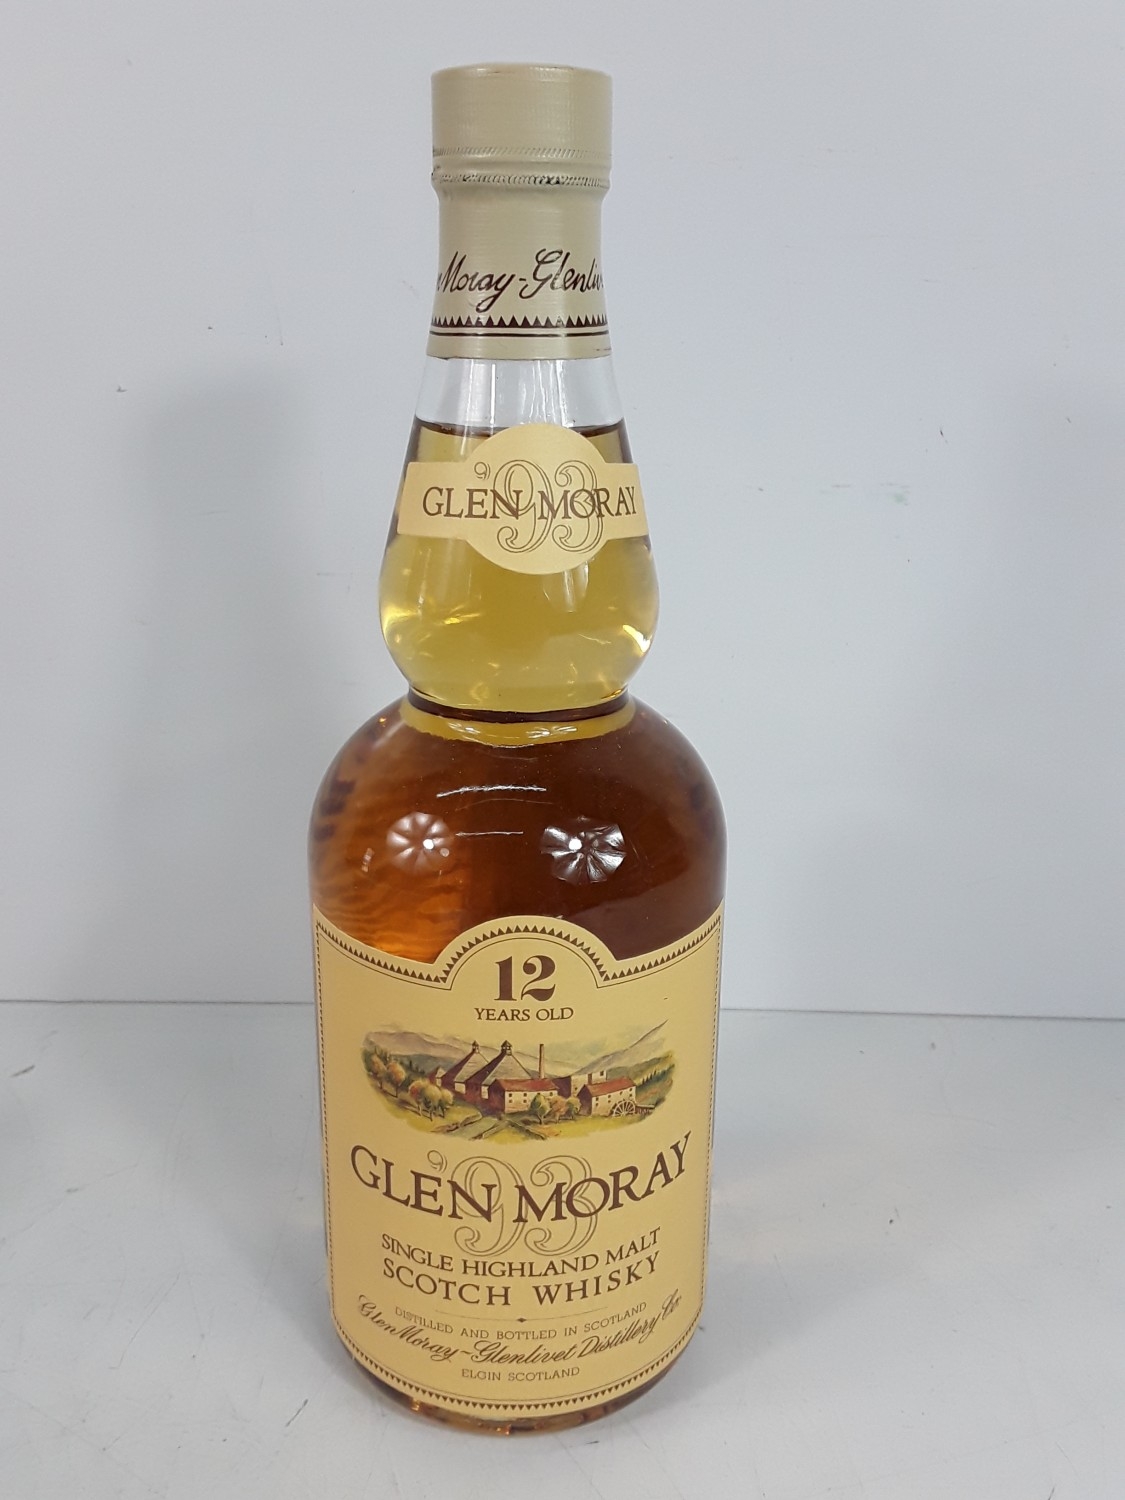 Moray-Glenliv
'93
GLEN MORAY
12
YEARS OLD
'93
GLEN MORAY
SINGLE HIGHLAND MALT
SCOTCH WHISKY
DISTILLED AND BOTTLED IN SCOTLAND
Glen Moray-Glenlivet Distillery Co.
ELGIN SCOTLAND